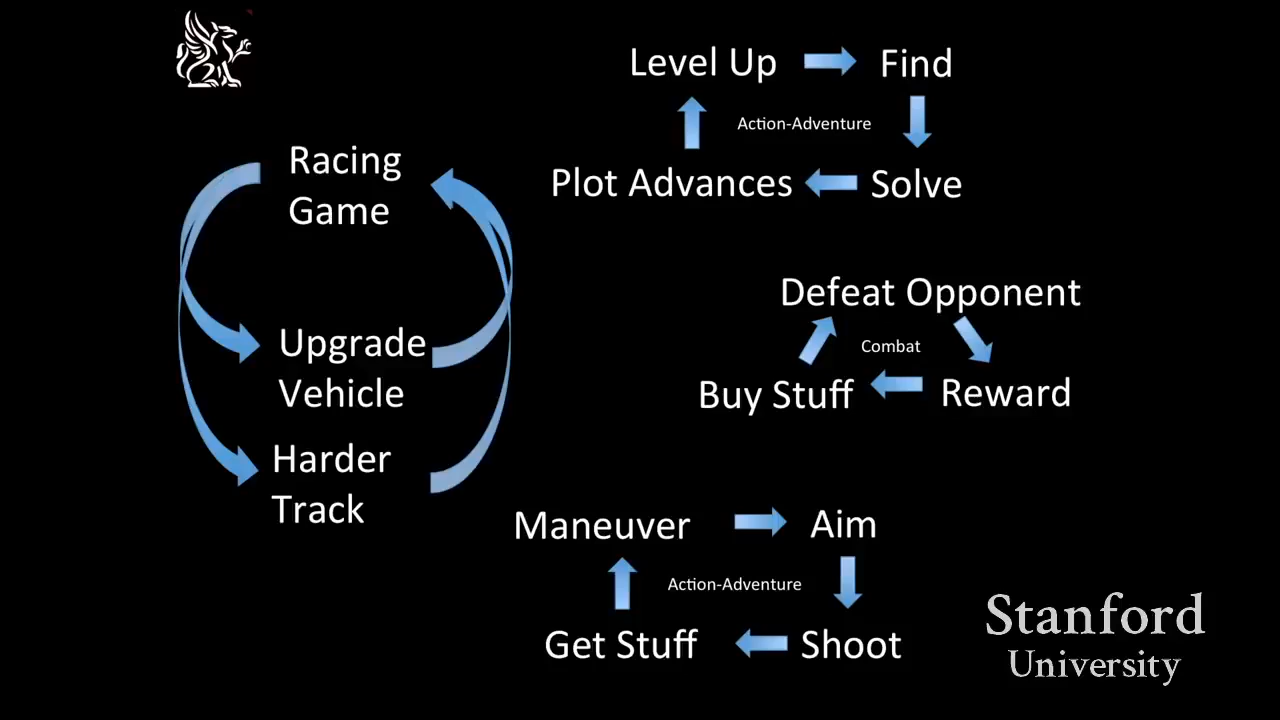 Level Up
Find
Action-Adventure
Plot Advances
Solve
Racing
Game
Upgrade
Vehicle
Harder
Track
Defeat Opponent
Combat
Buy Stuff
Reward
Maneuver
Aim
Action-Adventure
Get Stuff
Shoot
Stanford
University